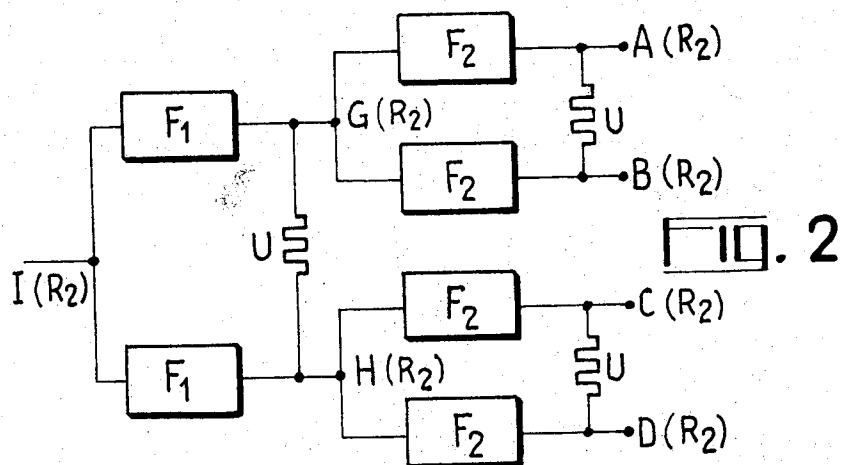 F₂
A (R₂)
F₁
G (R₂)
U
F₂
B (R₂)
U
Fig. 2
I (R₂)
F₂
C (R₂)
F₁
H (R₂)
U
F₂
D (R₂)